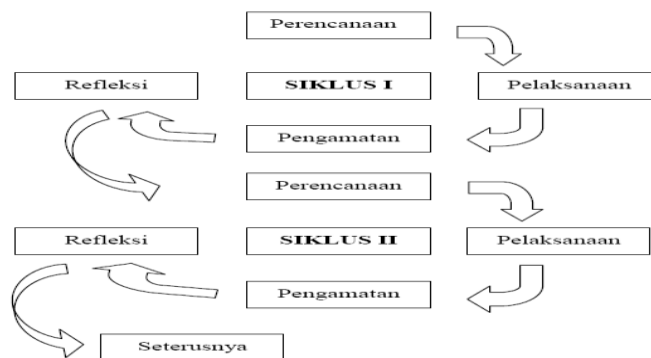 Perencanaan
Refleksi
SIKLUS I
Pelaksanaan
Pengamatan
Perencanaan
Refleksi
SIKLUS II
Pelaksanaan
Pengamatan
Seterusnya